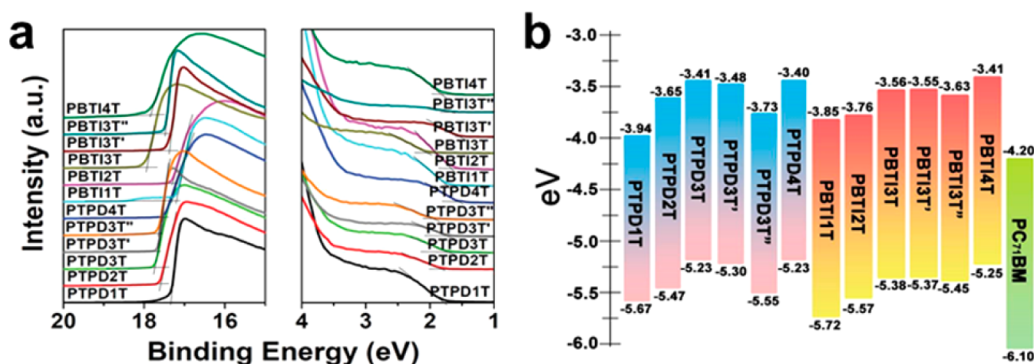 a
Intensity (a.u.)
PBTI4T
PBTI3T"
PBTI3T'
PBTI3T
PBTI2T
PBTI1T
PTPD4T
PTPD3T"
PTPD3T'
PTPD3T
PTPD2T
PTPD1T
20 18 16
PBTI4T
PBTI3T"
PBTI3T'
PBTI3T
PBTI2T
PBTI1T
PTPD4T
PTPD3T"
PTPD3T'
PTPD3T
PTPD2T
PTPD1T
4 3 2 1
Binding Energy (eV)
b
eV
-3.0
-3.5
-4.0
-4.5
-5.0
-5.5
-6.0
-3.94
PTPD1T
-5.67
-3.65
PTPD2T
-5.47
-3.41
PTPD3T
-5.23
-3.48
PTPD3T'
-5.30
-3.73
PTPD3T"
-5.55
-3.40
PTPD4T
-5.23
-3.85
PBTI1T
-5.72
-3.76
PBTI2T
-5.57
-3.56
PBTI3T
-5.38
-3.55
PBTI3T'
-5.37
-3.63
PBTI3T"
-5.45
-3.41
PBTI4T
-5.25
-4.20
PC71BM
-6.10